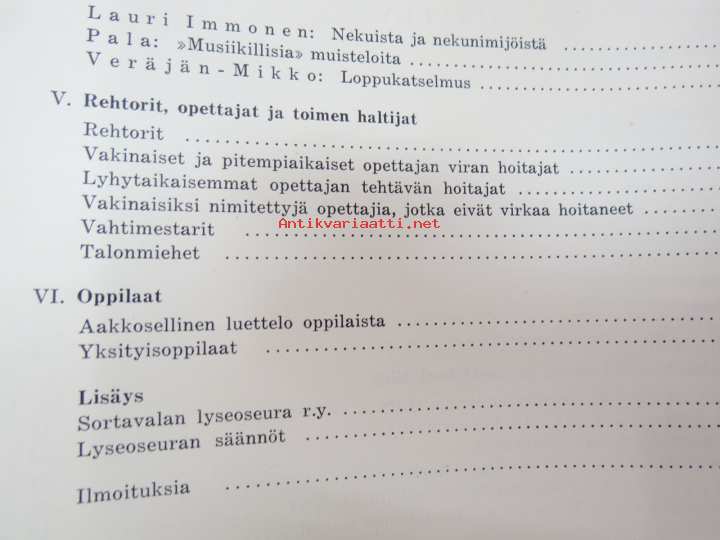 Lauri Immonen: Nekuista ja nekunimijöistä
Pala: »Musiikillisia» muisteloita
Veräjän-Mikko: Loppukatselmus
V. Rehtorit, opettajat ja toimen haltijat
Rehtorit
Vakinaiset ja pitempiaikaiset opettajan viran hoitajat
Lyhytaikaisemmat opettajan tehtävän hoitajat
Vakinaisiksi nimitettyjä opettajia, jotka eivät virkaa hoitaneet
Antikvariaatti.net
Vahtimestarit
Talonmiehet
VI. Oppilaat
Aakkosellinen luettelo oppilaista
Yksityisoppilaat
Lisäys
Sortavalan lyseoseura r.y.
Lyseoseuran säännöt
Ilmoituksia